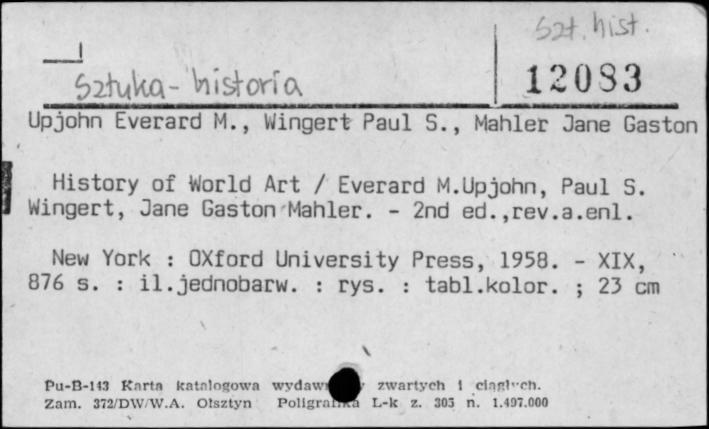 szt. hist.
Sztuka - historia
12083
Upjohn Everard M., Wingert Paul S., Mahler Jane Gaston
History of World Art / Everard M.Upjohn, Paul S.
Wingert, Jane Gaston Mahler. - 2nd ed.,rev.a.enl.
New York : OXford University Press, 1958. - XIX,
876 s. : il.jednobarw. : rys. : tabl.kolor. ; 23 cm
Pu-B-143 Karta katalogowa zwartych i ciągłych.
Zam. 372/DW/W.A. Olsztyn Poligrafika L-k z. 305 n. 1.497.000